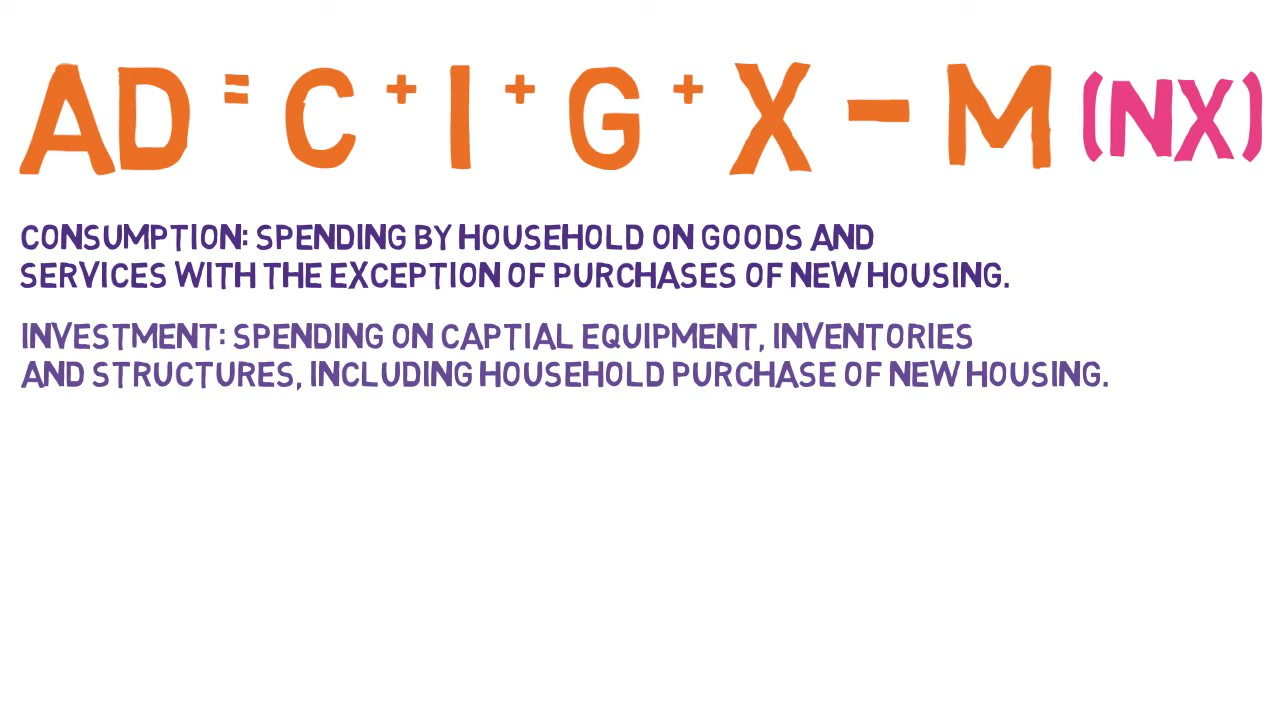 AD = C + I + G + X - M (NX)
CONSUMPTION: SPENDING BY HOUSEHOLD ON GOODS AND
SERVICES WITH THE EXCEPTION OF PURCHASES OF NEW HOUSING.
INVESTMENT: SPENDING ON CAPTIAL EQUIPMENT, INVENTORIES
AND STRUCTURES, INCLUDING HOUSEHOLD PURCHASE OF NEW HOUSING.